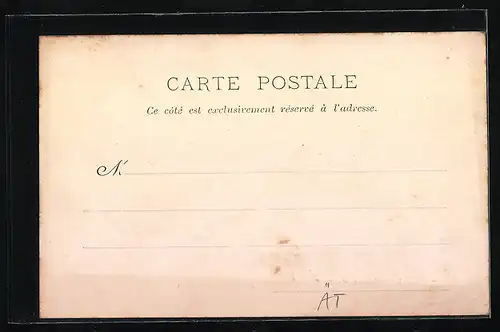 CARTE POSTALE
Ce côté est exclusivement réservé à l'adresse.
M
AT